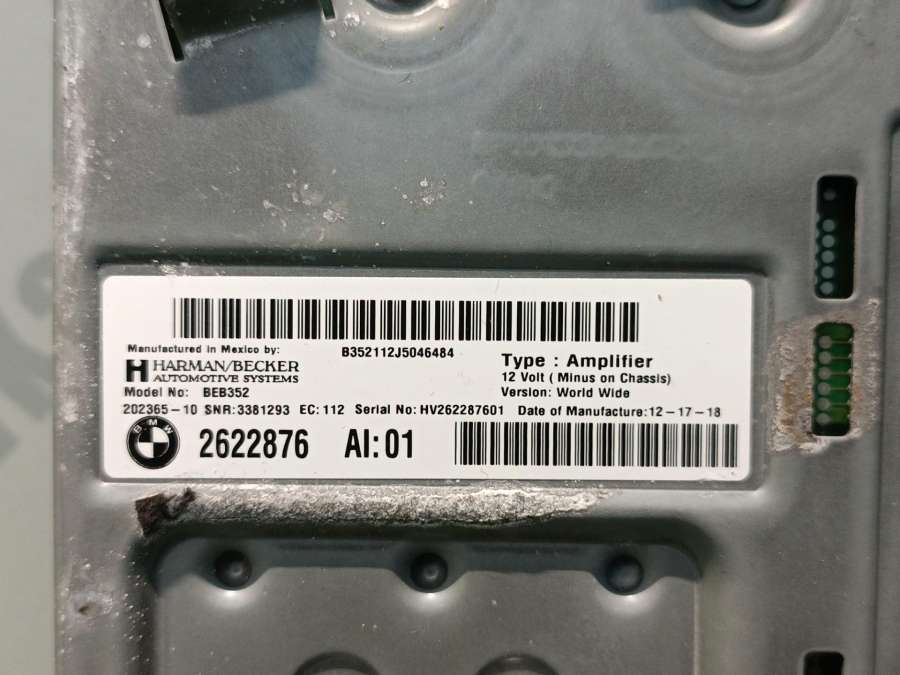 Manufactured in Mexico by:
B352112J5046484
HARMAN/BECKER
AUTOMOTIVE SYSTEMS
Type : Amplifier
12 Volt ( Minus on Chassis)
Model No: BEB352
Version: World Wide
202365-10 SNR:3381293 EC: 112 Serial No: HV262287601 Date of Manufacture:12-17-18
BMW
2622876 AI:01